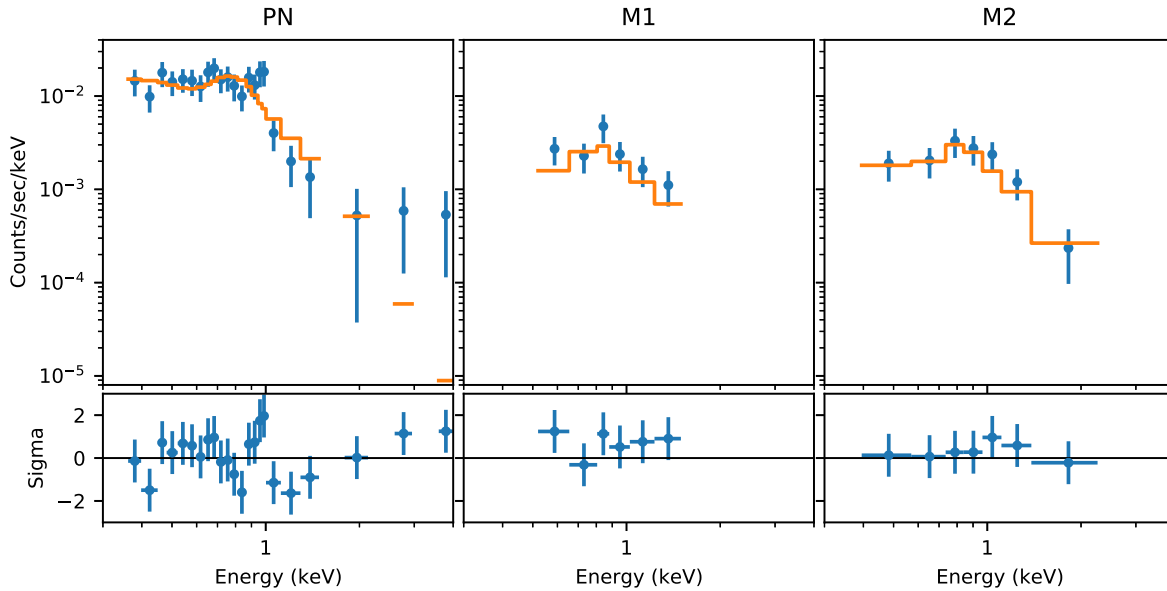 PN M1 M2
Counts/sec/keV
10⁻²
10⁻³
10⁻⁴
10⁻⁵
Sigma
2
0
−2
1 1 1
Energy (keV) Energy (keV) Energy (keV)